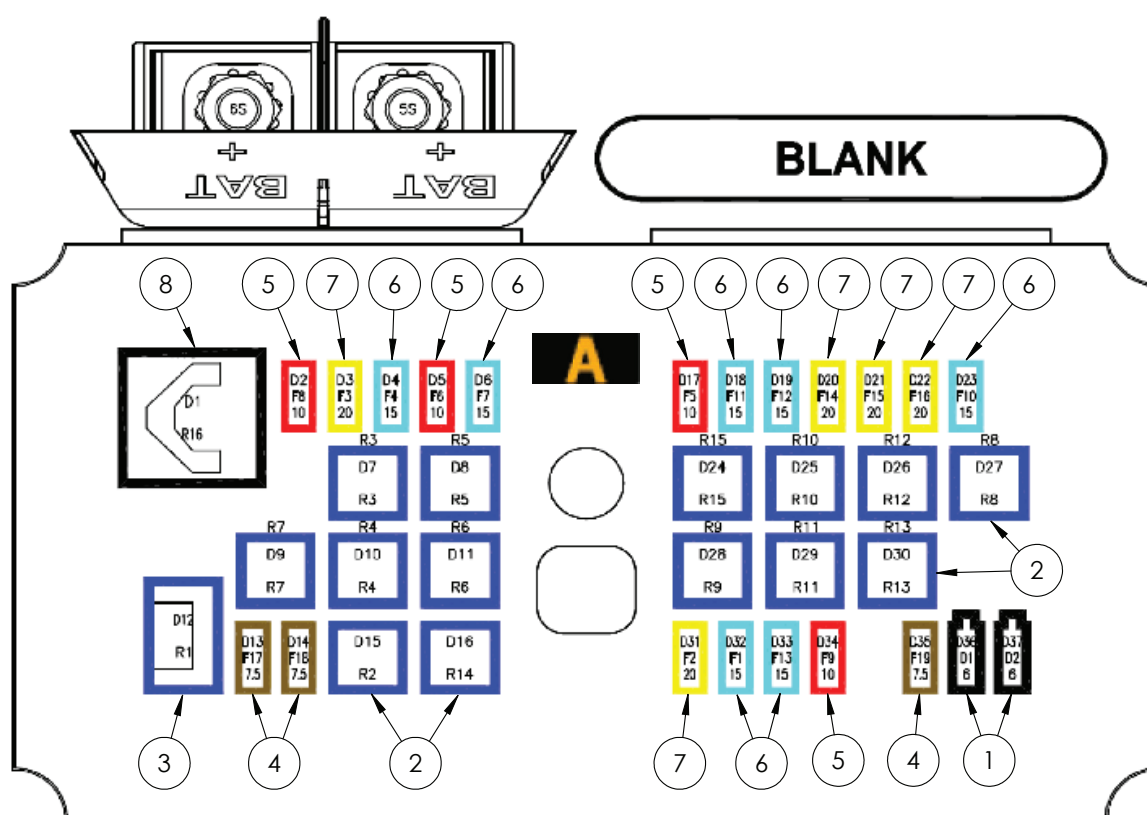 6S 5S
+ +
BAT BAT
BLANK
8 5 7 6 5 6 5 6 6 7 7 7 6
A
D2 D3 D4 D5 D6 D17 D18 D19 D20 D21 D22 D23
F8 F3 F4 F6 F7 F5 F11 F12 F14 F15 F16 F10
10 20 15 10 15 10 15 15 20 20 20 15
D1
R16
R3 R5 R15 R10 R12 R8
D7 D8 D24 D25 D26 D27
R3 R5 R15 R10 R12 R8
R7 R4 R6 R9 R11 R13
D9 D10 D11 D28 D29 D30
R7 R4 R6 R9 R11 R13
2
D12
R1
D13 D14 D15 D16 D31 D32 D33 D34 D35 D36 D37
F17 F18 R2 R14 F2 F1 F13 F9 F19 D1 D2
7.5 7.5 20 15 15 10 7.5 6 6
3 4 2 7 6 5 4 1